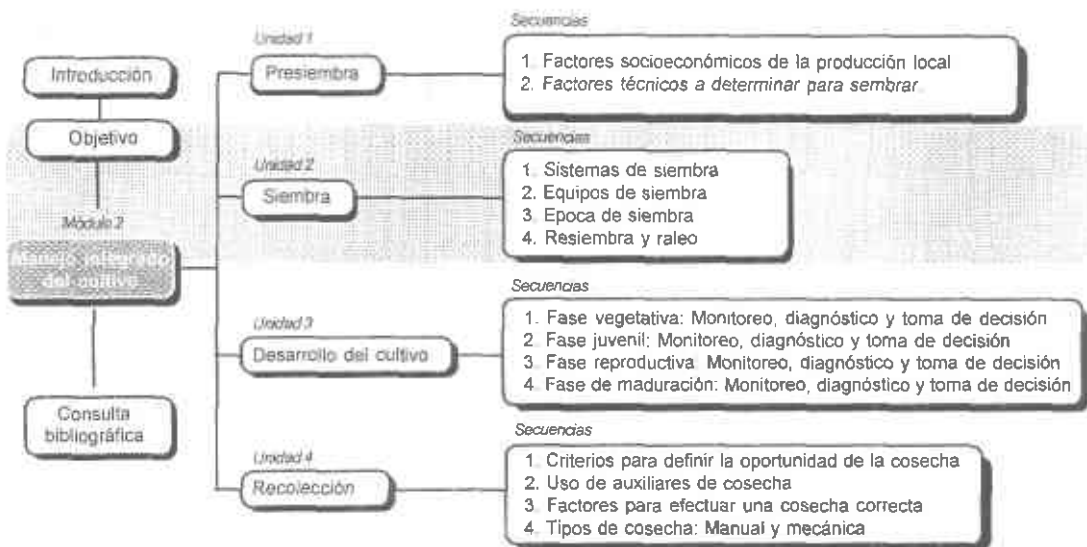 Introducción
Objetivo
Módulo 2
Manejo integrado
del cultivo
Consulta
bibliográfica
Unidad 1
Presiembra
Secuencias
1. Factores socioeconómicos de la producción local
2. Factores técnicos a determinar para sembrar.
Unidad 2
Siembra
Secuencias
1. Sistemas de siembra
2. Equipos de siembra
3. Epoca de siembra
4. Resiembra y raleo
Unidad 3
Desarrollo del cultivo
Secuencias
1. Fase vegetativa: Monitoreo, diagnóstico y toma de decisión
2. Fase juvenil: Monitoreo, diagnóstico y toma de decisión
3. Fase reproductiva: Monitoreo, diagnóstico y toma de decisión
4. Fase de maduración: Monitoreo, diagnóstico y toma de decisión
Unidad 4
Recolección
Secuencias
1. Criterios para definir la oportunidad de la cosecha
2. Uso de auxiliares de cosecha
3. Factores para efectuar una cosecha correcta
4. Tipos de cosecha: Manual y mecánica